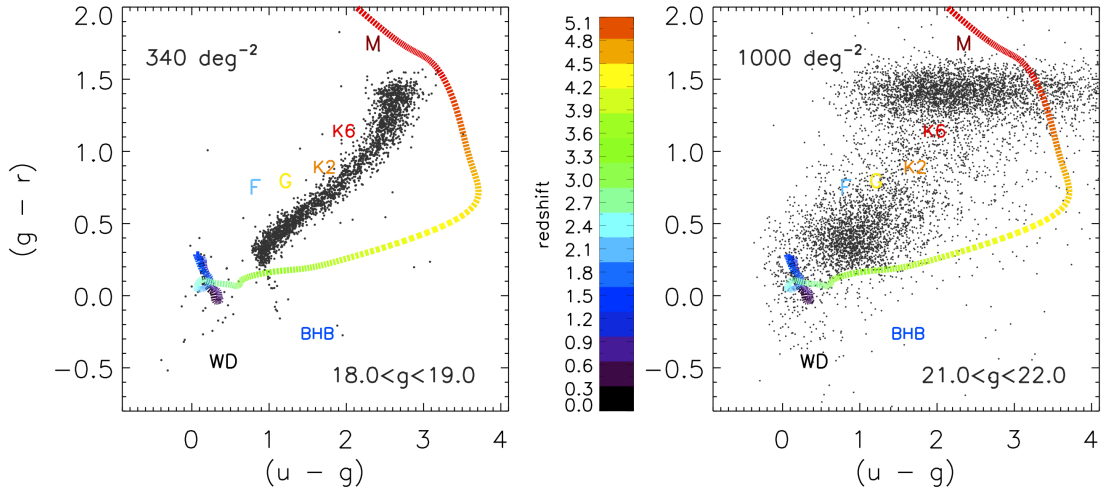 2.0
1.5
1.0
0.5
0.0
−0.5
(g − r)
340 deg⁻²
M
K6
K2
G
F
BHB
WD
18.0<g<19.0
0
1
2
3
4
(u − g)
redshift
5.1
4.8
4.5
4.2
3.9
3.6
3.3
3.0
2.7
2.4
2.1
1.8
1.5
1.2
0.9
0.6
0.3
0.0
2.0
1.5
1.0
0.5
0.0
−0.5
1000 deg⁻²
M
K6
K2
G
F
BHB
WD
21.0<g<22.0
0
1
2
3
4
(u − g)